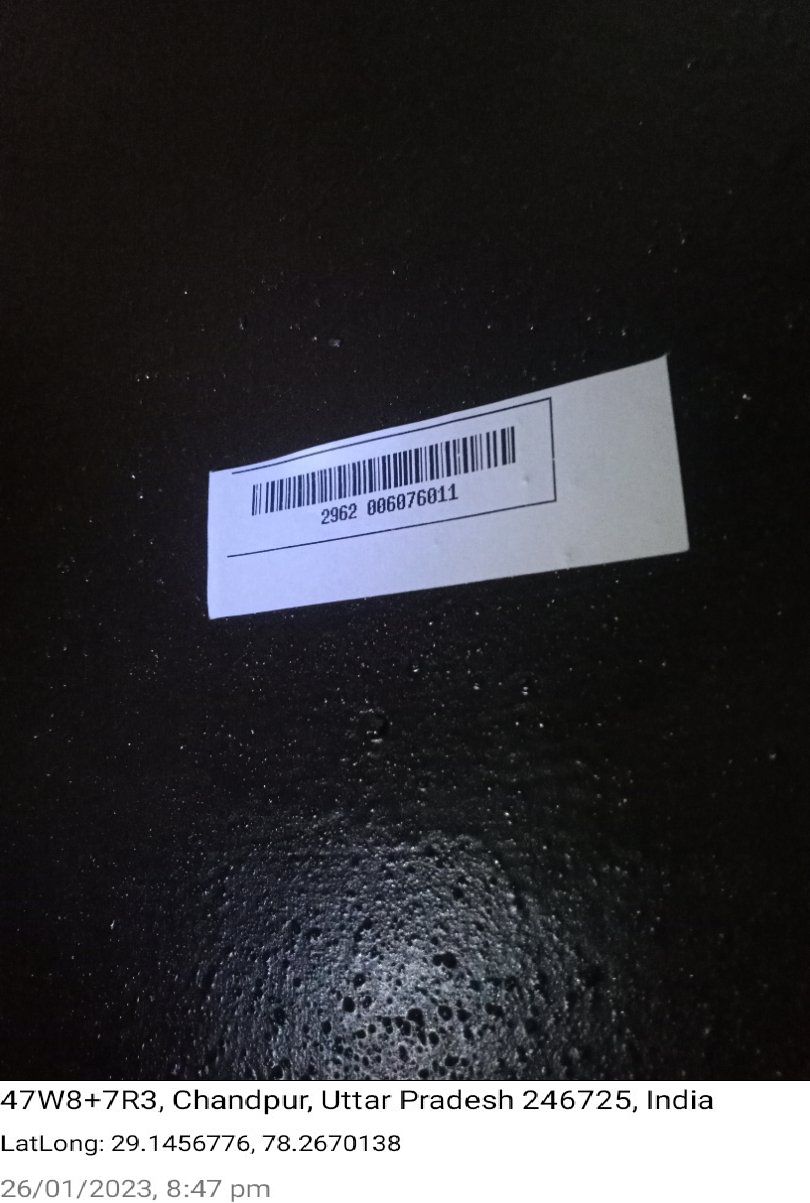 2962 006076011
47W8+7R3, Chandpur, Uttar Pradesh 246725, India
LatLong: 29.1456776, 78.2670138
26/01/2023, 8:47 pm